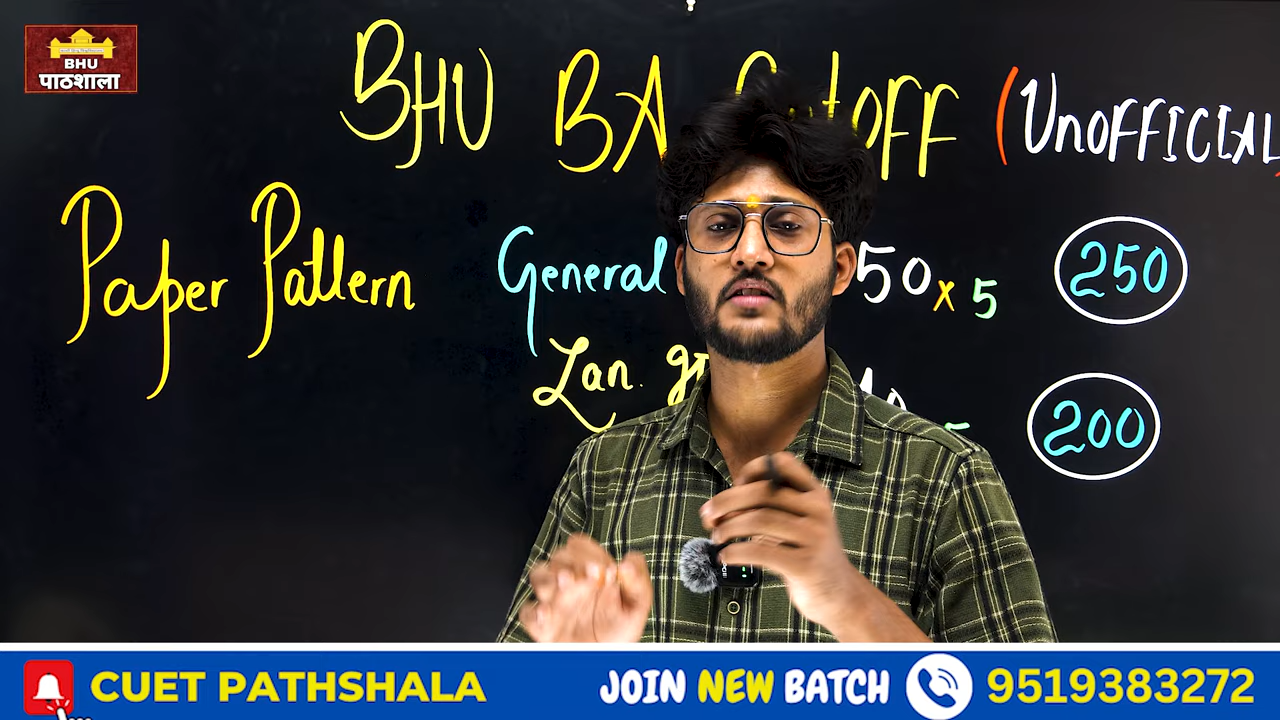 BHU
पाठशाला
BHU BA Cutoff (UNOFFICIAL
Paper Pattern General 50 x 5 250
Lan. 200
CUET PATHSHALA JOIN NEW BATCH 9519383272